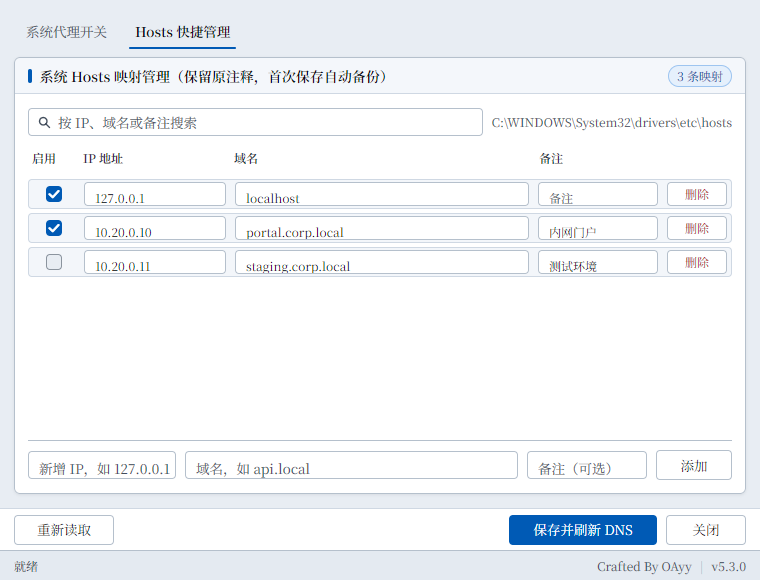 系统代理开关 Hosts 快捷管理
系统 Hosts 映射管理（保留原注释，首次保存自动备份） 3 条映射
按 IP、域名或备注搜索 C:\WINDOWS\System32\drivers\etc\hosts
启用 IP 地址 域名 备注
127.0.0.1 localhost 备注 删除
10.20.0.10 portal.corp.local 内网门户 删除
10.20.0.11 staging.corp.local 测试环境 删除
新增 IP，如 127.0.0.1 域名，如 api.local 备注（可选） 添加
重新读取 保存并刷新 DNS 关闭
就绪 Crafted By OAyy | v5.3.0